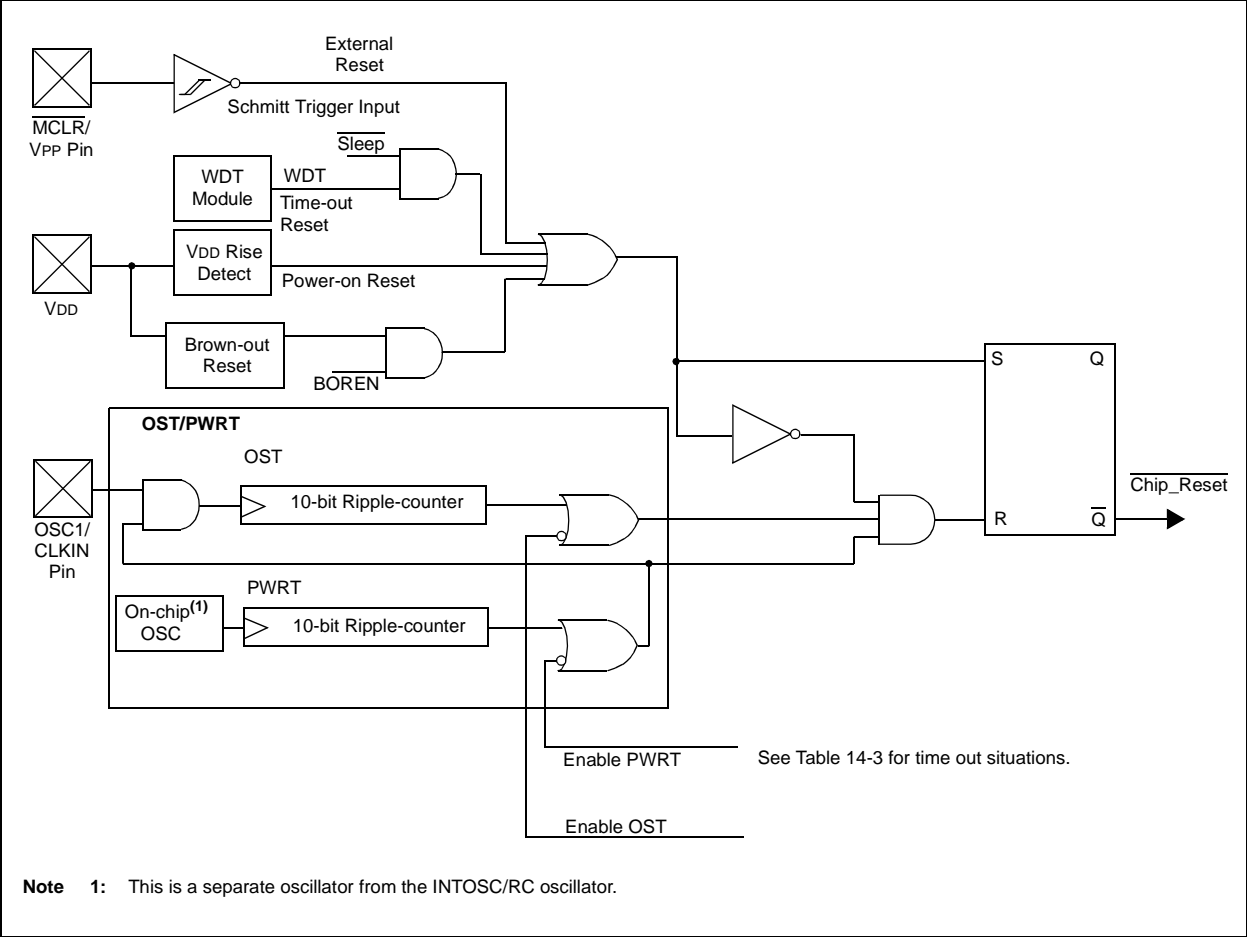 External
Reset
Schmitt Trigger Input
MCLR/
VPP Pin
Sleep
WDT
Module
WDT
Time-out
Reset
VDD Rise
Detect
Power-on Reset
VDD
Brown-out
Reset
BOREN
S
Q
OST/PWRT
OST
10-bit Ripple-counter
OSC1/
CLKIN
Pin
Chip_Reset
R
Q
PWRT
On-chip(1)
OSC
10-bit Ripple-counter
Enable PWRT
See Table 14-3 for time out situations.
Enable OST
Note 1: This is a separate oscillator from the INTOSC/RC oscillator.